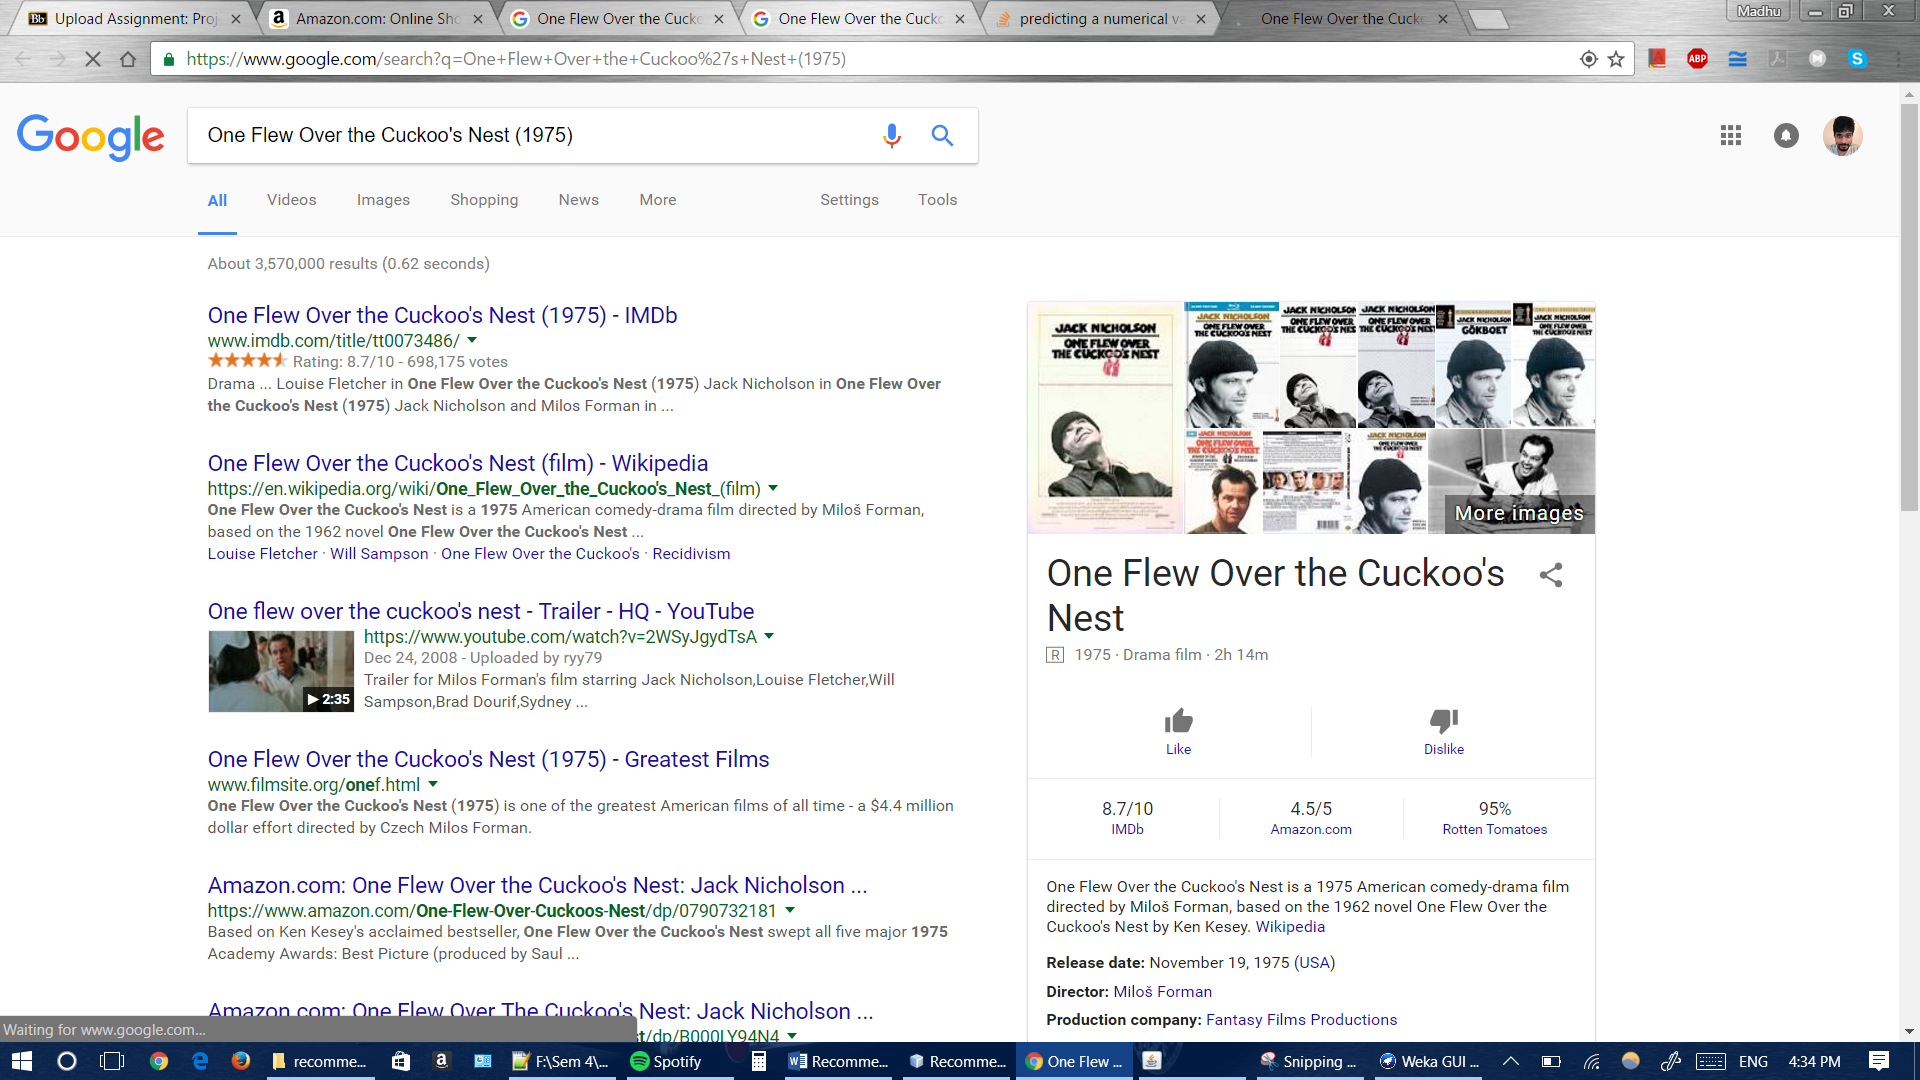 Upload Assignment: Proj
Amazon.com: Online Sho
One Flew Over the Cucko
One Flew Over the Cucko
predicting a numerical va
One Flew Over the Cucko
Madhu
https://www.google.com/search?q=One+Flew+Over+the+Cuckoo%27s+Nest+(1975)
Google
One Flew Over the Cuckoo's Nest (1975)
All Videos Images Shopping News More Settings Tools
About 3,570,000 results (0.62 seconds)
One Flew Over the Cuckoo's Nest (1975) - IMDb
www.imdb.com/title/tt0073486/
Rating: 8.7/10 - 698,175 votes
Drama ... Louise Fletcher in One Flew Over the Cuckoo's Nest (1975) Jack Nicholson in One Flew Over
the Cuckoo's Nest (1975) Jack Nicholson and Milos Forman in ...
One Flew Over the Cuckoo's Nest (film) - Wikipedia
https://en.wikipedia.org/wiki/One_Flew_Over_the_Cuckoo's_Nest_(film)
One Flew Over the Cuckoo's Nest is a 1975 American comedy-drama film directed by Miloš Forman,
based on the 1962 novel One Flew Over the Cuckoo's Nest ...
Louise Fletcher · Will Sampson · One Flew Over the Cuckoo's · Recidivism
One flew over the cuckoo's nest - Trailer - HQ - YouTube
https://www.youtube.com/watch?v=2WSyJgydTsA
Dec 24, 2008 - Uploaded by ryy79
Trailer for Milos Forman's film starring Jack Nicholson,Louise Fletcher,Will
Sampson,Brad Dourif,Sydney ...
2:35
One Flew Over the Cuckoo's Nest (1975) - Greatest Films
www.filmsite.org/onef.html
One Flew Over the Cuckoo's Nest (1975) is one of the greatest American films of all time - a $4.4 million
dollar effort directed by Czech Milos Forman.
Amazon.com: One Flew Over the Cuckoo's Nest: Jack Nicholson ...
https://www.amazon.com/One-Flew-Over-Cuckoos-Nest/dp/0790732181
Based on Ken Kesey's acclaimed bestseller, One Flew Over the Cuckoo's Nest swept all five major 1975
Academy Awards: Best Picture (produced by Saul ...
Amazon.com: One Flew Over The Cuckoo's Nest: Jack Nicholson ...
st/dp/B000LY94N4
Waiting for www.google.com...
JACK NICHOLSON
ONE FLEW OVER
THE CUCKOO'S NEST
GÖKBOET
More images
One Flew Over the Cuckoo's
Nest
R 1975 · Drama film · 2h 14m
Like Dislike
8.7/10 4.5/5 95%
IMDb Amazon.com Rotten Tomatoes
One Flew Over the Cuckoo's Nest is a 1975 American comedy-drama film
directed by Miloš Forman, based on the 1962 novel One Flew Over the
Cuckoo's Nest by Ken Kesey. Wikipedia
Release date: November 19, 1975 (USA)
Director: Miloš Forman
Production company: Fantasy Films Productions
recomme...
F:\Sem 4\...
Spotify
Recomme...
Recomme...
One Flew ...
Snipping ...
Weka GUI ...
ENG
4:34 PM